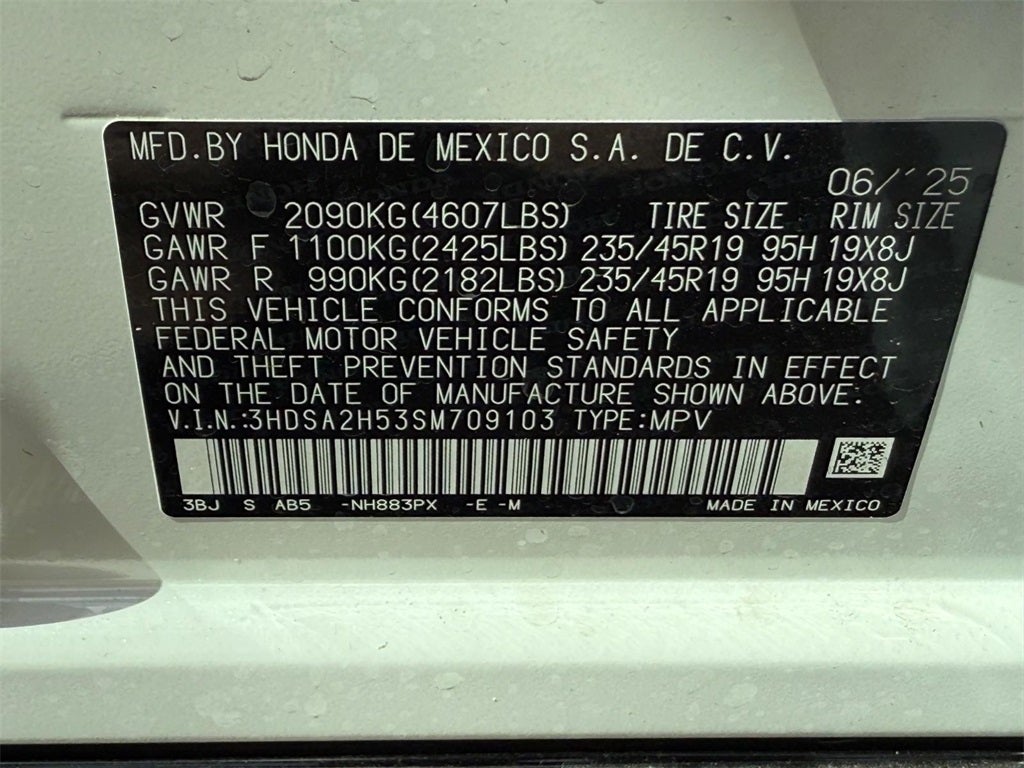 MFD.BY HONDA DE MEXICO S.A. DE C.V.
06/´25
GVWR 2090KG(4607LBS) TIRE SIZE RIM SIZE
GAWR F 1100KG(2425LBS) 235/45R19 95H 19X8J
GAWR R 990KG(2182LBS) 235/45R19 95H 19X8J
THIS VEHICLE CONFORMS TO ALL APPLICABLE
FEDERAL MOTOR VEHICLE SAFETY
AND THEFT PREVENTION STANDARDS IN EFFECT
ON THE DATE OF MANUFACTURE SHOWN ABOVE.
V.I.N.:3HDSA2H53SM709103 TYPE:MPV
3BJ S AB5 -NH883PX -E -M MADE IN MEXICO